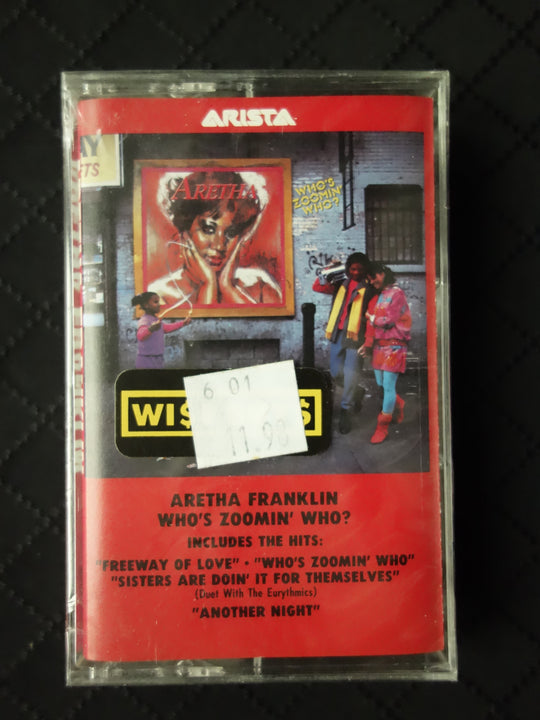 ARISTA
ARETHA
WHO'S
ZOOMIN'
WHO?
6 01
11.98
ARETHA FRANKLIN
WHO'S ZOOMIN' WHO?
INCLUDES THE HITS:
"FREEWAY OF LOVE" • "WHO'S ZOOMIN' WHO"
"SISTERS ARE DOIN' IT FOR THEMSELVES"
(Duet With The Eurythmics)
"ANOTHER NIGHT"